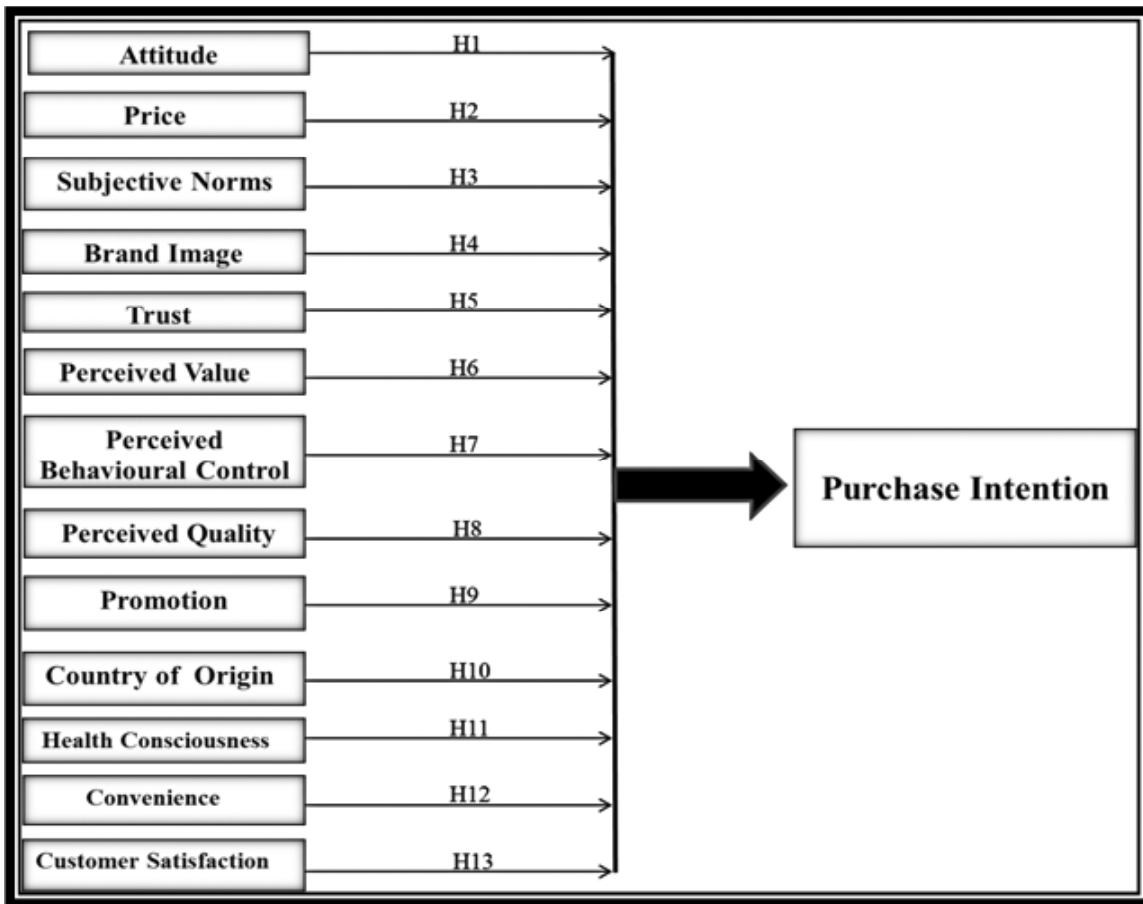 Attitude
H1
Price
H2
Subjective Norms
H3
Brand Image
H4
Trust
H5
Perceived Value
H6
Perceived
Behavioural Control
H7
Perceived Quality
H8
Promotion
H9
Country of Origin
H10
Health Consciousness
H11
Convenience
H12
Customer Satisfaction
H13
Purchase Intention